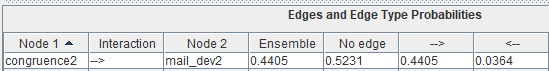 Edges and Edge Type Probabilities
Node 1 Interaction Node 2 Ensemble No edge --> <--
congruence2 --> mail_dev2 0.4405 0.5231 0.4405 0.0364